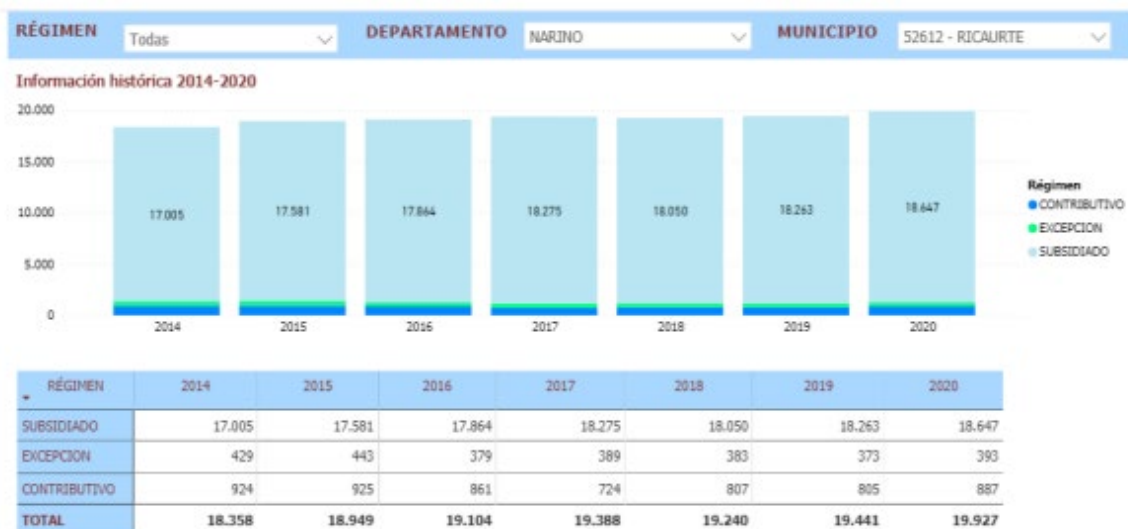 RÉGIMEN Todas DEPARTAMENTO NARINO MUNICIPIO 52612 - RICAURTE
Información histórica 2014-2020
20.000
15.000
10.000
5.000
0
17.005 17.581 17.864 18.275 18.050 18.263 18.647
2014 2015 2016 2017 2018 2019 2020
Régimen
CONTRIBUTIVO
EXCEPCION
SUBSIDIADO
RÉGIMEN 2014 2015 2016 2017 2018 2019 2020
SUBSIDIADO 17.005 17.581 17.864 18.275 18.050 18.263 18.647
EXCEPCION 429 443 379 389 383 373 393
CONTRIBUTIVO 924 925 861 724 807 805 887
TOTAL 18.358 18.949 19.104 19.388 19.240 19.441 19.927